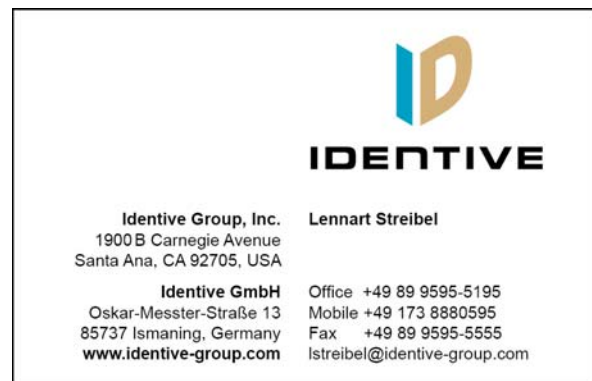 IDENTIVE
Identive Group, Inc.
1900 B Carnegie Avenue
Santa Ana, CA 92705, USA
Identive GmbH
Oskar-Messter-Straße 13
85737 Ismaning, Germany
www.identive-group.com
Lennart Streibel
Office +49 89 9595-5195
Mobile +49 173 8880595
Fax +49 89 9595-5555
lstreibel@identive-group.com